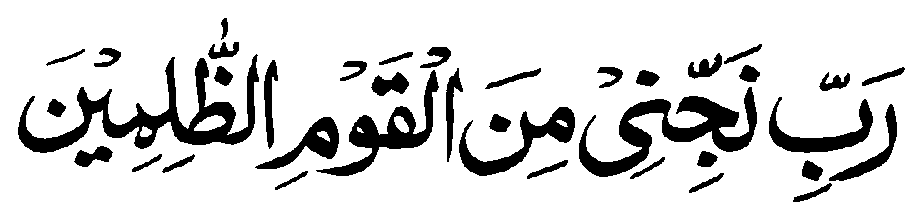 رَبِّ نَجِّنِیْ مِنَ الْقَوْمِ الظّٰلِمِیْنَ